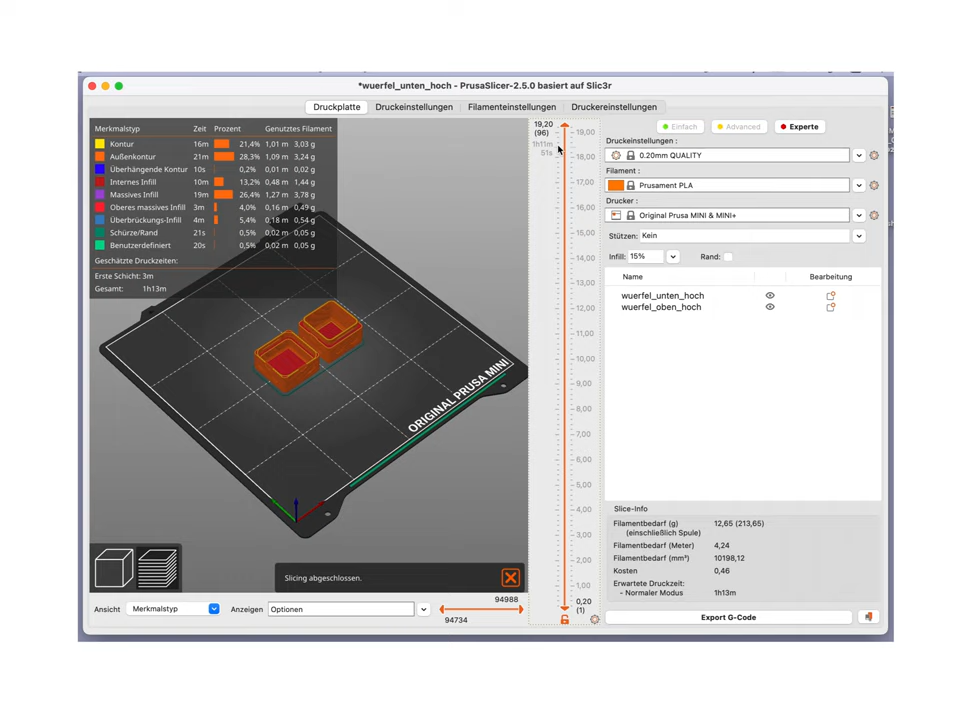 *wuerfel_unten_hoch - PrusaSlicer-2.5.0 basiert auf Slic3r
Druckplatte Druckeinstellungen Filamenteinstellungen Druckereinstellungen
Merkmalstyp Zeit Prozent Genutztes Filament
Kontur 16m 21,4% 1,01 m 3,03 g
Außenkontur 21m 28,3% 1,09 m 3,24 g
Überhängende Kontur 10s 0,2% 0,01 m 0,02 g
Internes Infill 10m 13,2% 0,48 m 1,44 g
Massives Infill 19m 26,4% 1,27 m 3,78 g
Oberes massives Infill 3m 4,0% 0,16 m 0,49 g
Überbrückungs-Infill 4m 5,4% 0,18 m 0,54 g
Schürze/Rand 21s 0,5% 0,02 m 0,05 g
Benutzerdefiniert 20s 0,5% 0,02 m 0,05 g
Geschätzte Druckzeiten:
Erste Schicht: 3m
Gesamt: 1h13m
ORIGINAL PRUSA MINI
Slicing abgeschlossen.
Ansicht Merkmalstyp Anzeigen Optionen
94988
94734
19,20
(96)
1h11m
51s
19,00
18,00
17,00
16,00
15,00
14,00
13,00
12,00
11,00
10,00
9,00
8,00
7,00
6,00
5,00
4,00
3,00
2,00
1,00
0,20
(1)
Einfach Advanced Experte
Druckeinstellungen :
0.20mm QUALITY
Filament :
Prusament PLA
Drucker :
Original Prusa MINI & MINI+
Stützen: Kein
Infill: 15% Rand:
Name Bearbeitung
wuerfel_unten_hoch
wuerfel_oben_hoch
Slice-Info
Filamentbedarf (g) 12,65 (213,65)
(einschließlich Spule)
Filamentbedarf (Meter) 4,24
Filamentbedarf (mm³) 10198,12
Kosten 0,46
Erwartete Druckzeit:
- Normaler Modus 1h13m
Export G-Code